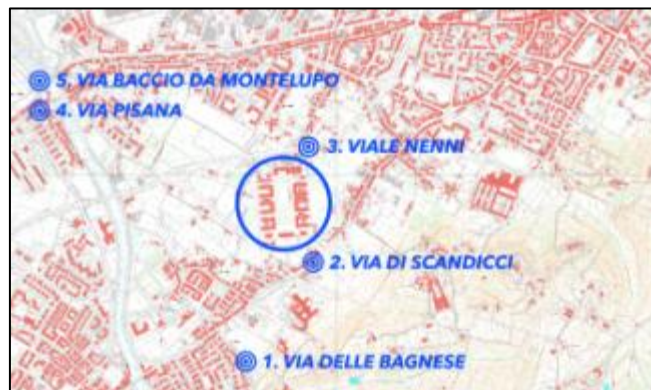 5. VIA BACCIO DA MONTELUPO
4. VIA PISANA
3. VIALE NENNI
2. VIA DI SCANDICCI
1. VIA DELLE BAGNESE